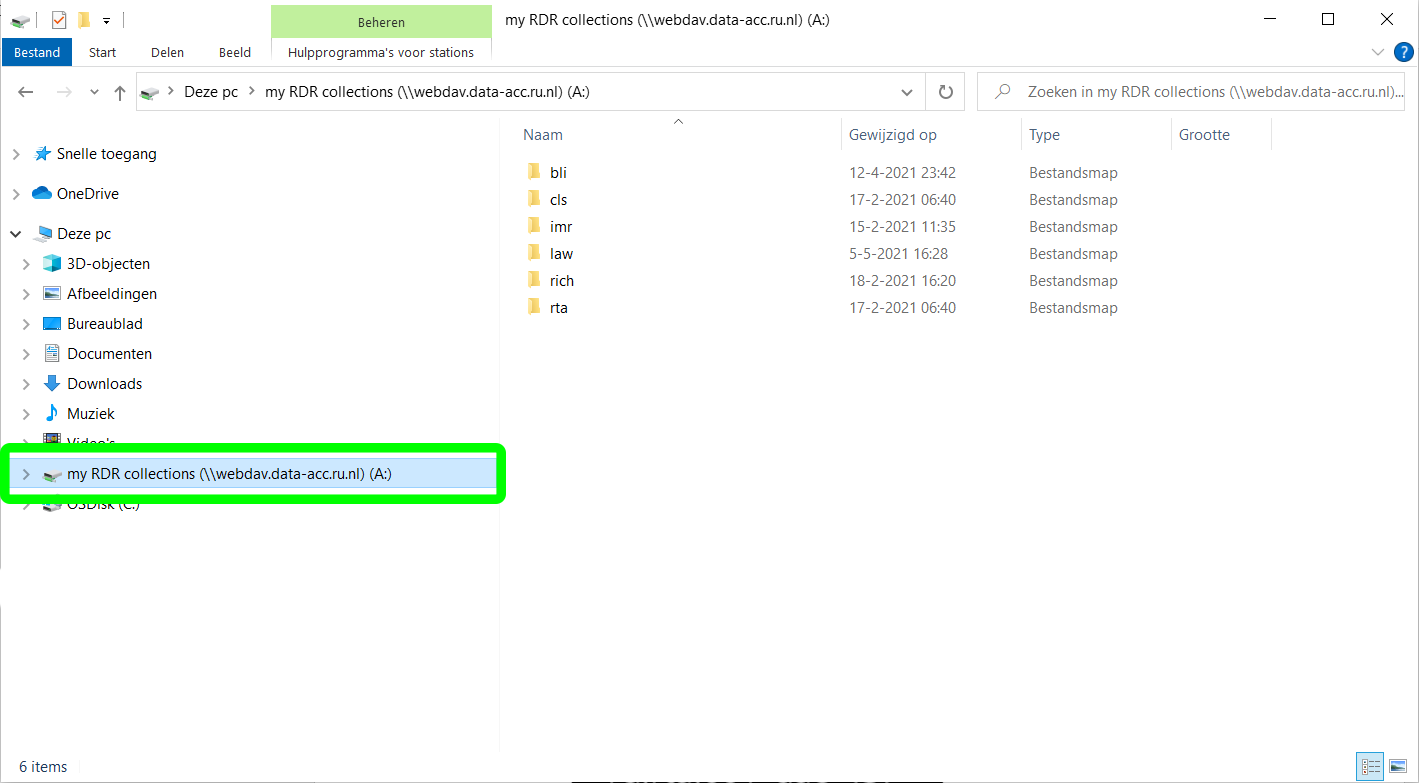 Beheren
my RDR collections (\\webdav.data-acc.ru.nl) (A:)
Bestand Start Delen Beeld Hulpprogramma's voor stations
?
Deze pc my RDR collections (\\webdav.data-acc.ru.nl) (A:)
Zoeken in my RDR collections (\\webdav.data-acc.ru.nl)...
Snelle toegang
OneDrive
Deze pc
3D-objecten
Afbeeldingen
Bureaublad
Documenten
Downloads
Muziek
Video's
my RDR collections (\\webdav.data-acc.ru.nl) (A:)
OSDisk (C:)
Naam Gewijzigd op Type Grootte
bli 12-4-2021 23:42 Bestandsmap
cls 17-2-2021 06:40 Bestandsmap
imr 15-2-2021 11:35 Bestandsmap
law 5-5-2021 16:28 Bestandsmap
rich 18-2-2021 16:20 Bestandsmap
rta 17-2-2021 06:40 Bestandsmap
6 items